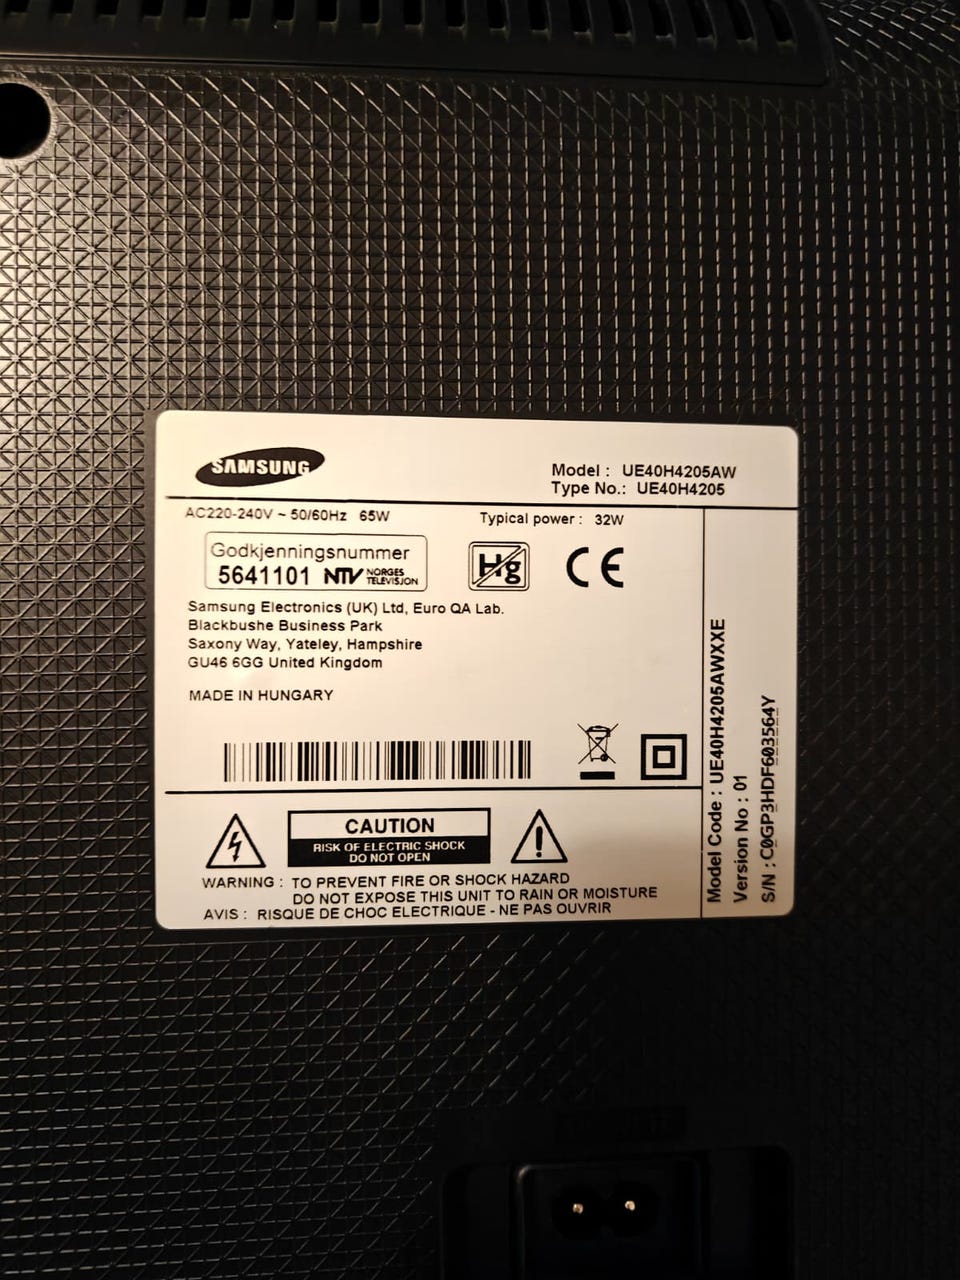 SAMSUNG
Model : UE40H4205AW
Type No.: UE40H4205
AC220-240V ~ 50/60Hz 65W
Typical power : 32W
Godkjenningsnummer
5641101 NTV NORGES TELEVISJON
Hg
CE
Samsung Electronics (UK) Ltd, Euro QA Lab.
Blackbushe Business Park
Saxony Way, Yateley, Hampshire
GU46 6GG United Kingdom
MADE IN HUNGARY
CAUTION
RISK OF ELECTRIC SHOCK
DO NOT OPEN
WARNING : TO PREVENT FIRE OR SHOCK HAZARD
DO NOT EXPOSE THIS UNIT TO RAIN OR MOISTURE
AVIS : RISQUE DE CHOC ELECTRIQUE - NE PAS OUVRIR
Model Code : UE40H4205AWXXE
Version No : 01
S/N : C0GP3HDF603564Y